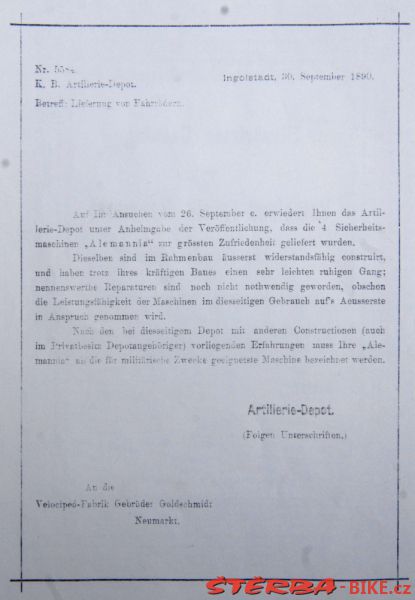 Ingolstadt, 30. September 1890.
K. B. Artillerie-Depot.
Betreff: Lieferung von Fahrrädern.
Auf Ihr Ansuchen vom 26. September c. erwiedert Ihnen das Artil-
lerie-Depot unter Anheimgabe der Veröffentlichung, dass die 4 Sicherheits-
maschinen „Alemannia" zur grössten Zufriedenheit geliefert wurden.
Dieselben sind im Rahmenbau äusserst widerstandsfähig construirt,
und haben trotz ihres kräftigen Baues einen sehr leichten ruhigen Gang;
nennenswerthe Reparaturen sind noch nicht nothwendig geworden, obschon
die Leistungsfähigkeit der Maschinen im diesseitigen Gebrauch auf's Aeusserste
in Anspruch genommen wird.
Nach den bei diesseitigem Depot mit anderen Constructionen (auch
im Privatbesitz Depotangehöriger) vorliegenden Erfahrungen muss Ihre „Ale-
mannia" als die für militärische Zwecke geeignetste Maschine bezeichnet werden.
Artillerie-Depot.
(Folgen Unterschriften.)
An die
Velociped-Fabrik Gebrüder Goldschmidt
Neumarkt.
ŠTĚRBA-BIKE.cz